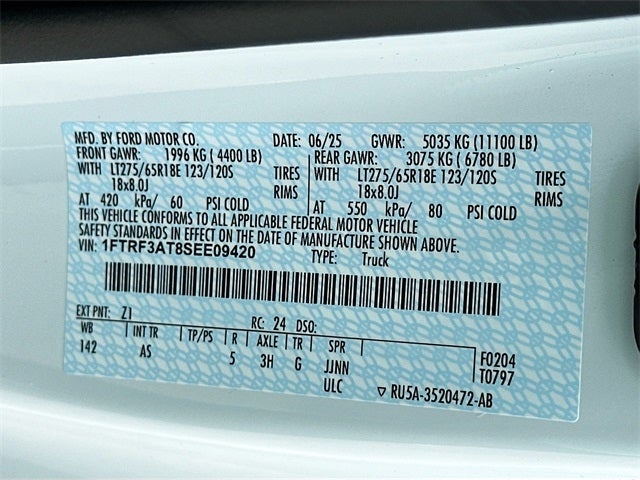 MFD. BY FORD MOTOR CO. DATE: 06/25 GVWR: 5035 KG (11100 LB)
FRONT GAWR: 1996 KG ( 4400 LB) REAR GAWR: 3075 KG ( 6780 LB)
WITH LT275/65R18E 123/120S TIRES WITH LT275/65R18E 123/120S TIRES
18x8.0J RIMS 18x8.0J RIMS
AT 420 kPa/ 60 PSI COLD AT 550 kPa/ 80 PSI COLD
THIS VEHICLE CONFORMS TO ALL APPLICABLE FEDERAL MOTOR VEHICLE
SAFETY STANDARDS IN EFFECT ON THE DATE OF MANUFACTURE SHOWN ABOVE.
VIN: 1FTRF3AT8SEE09420 TYPE: Truck
EXT PNT: Z1 RC: 24 DSO:
WB INT TR TP/PS R AXLE TR SPR F0204
142 AS 5 3H G JJNN T0797
ULC ▽ RU5A-3520472-AB